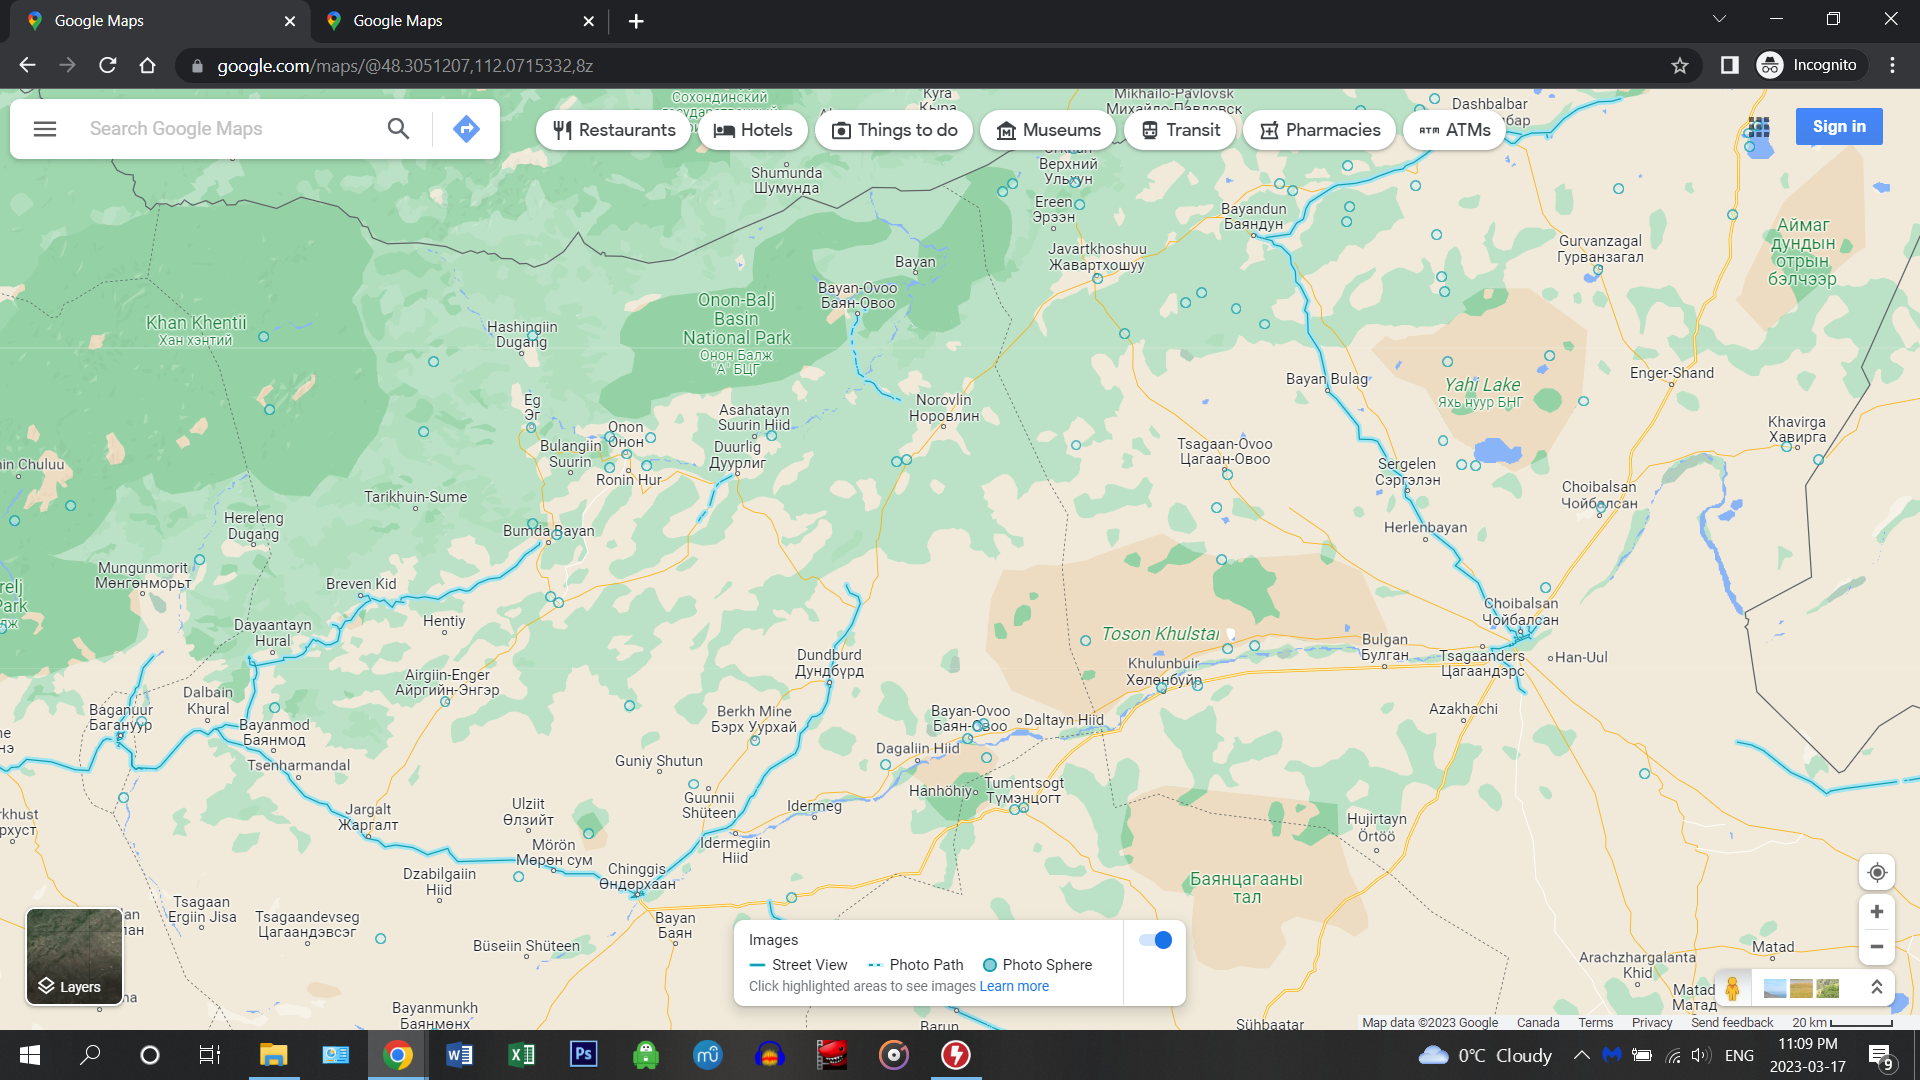 Google Maps
Google Maps
google.com/maps/@48.3051207,112.0715332,8z
Incognito
Search Google Maps
Restaurants
Hotels
Things to do
Museums
Transit
Pharmacies
ATMs
Sign in
Сохондинский
Kyra
Кыра
Mikhailo-Pavlovsk
Михайло-Павловск
Dashbalbar
Верхний
Ульхун
Shumunda
Шумунда
Ereen
Эрээн
Bayandun
Баяндун
Javartkhoshuu
Жавартхошуу
Gurvanzagal
Гурванзагал
Аймаг
дундын
отрын
бэлчээр
Bayan
Bayan-Ovoo
Баян-Овоо
Onon-Balj
Basin
National Park
Онон Балж
"А" БЦГ
Khan Khentii
Хан хэнтий
Hashingiin
Dugang
Bayan Bulag
Yahi Lake
Яхь нуур БНГ
Enger-Shand
Eg
Эг
Norovlin
Норовлин
Asahatayn
Suurin Hiid
Onon
Онон
Khavirga
Хавирга
Bulangiin
Suurin
Duurlig
Дуурлиг
Ronin Hur
Tsagaan-Ovoo
Цагаан-Овоо
Sergelen
Сэргэлэн
in Chuluu
Choibalsan
Чойбалсан
Tarikhuin-Sume
Hereleng
Dugang
Bumda Bayan
Herlenbayan
Mungunmorit
Мөнгөнморьт
Breven Kid
relj
Park
Choibalsan
Чойбалсан
Dayaantayn
Hural
Hentiy
Toson Khulstai
Bulgan
Булган
Tsagaanders
Цагаандэрс
Han-Uul
Dundburd
Дундбүрд
Khulunbuir
Хөлөнбуйр
Airgiin-Enger
Айргийн-Энгэр
Dalbain
Khural
Baganuur
Багануур
Berkh Mine
Бэрх Уурхай
Bayan-Ovoo
Баян-Овоо
Daltayn Hiid
Azakhachi
Bayanmod
Баянмод
Dagaliin Hiid
Tsenharmandal
Guniy Shutun
Hanhöhiy
Tumentsogt
Түмэнцогт
Jargalt
Жаргалт
Ulziit
Өлзийт
Guunnii
Shüteen
Idermeg
rkhust
рхуст
Hujirtayn
Örtöö
Mörön
Мөрөн сум
Idermegiin
Hiid
Chinggis
Өндөрхаан
Dzabilgaiin
Hiid
Баянцагааны
тал
Tsagaan
Ergiin Jisa
Tsagaandevseg
Цагаандэвсэг
Bayan
Баян
Büseiin Shüteen
Matad
Arachzhargalanta
Khid
Matad
Матад
Bayanmunkh
Баянмөнх
Barun
Sühbaatar
Layers
Images
Street View
Photo Path
Photo Sphere
Click highlighted areas to see images Learn more
Map data ©2023 Google
Canada
Terms
Privacy
Send feedback
20 km
0°C Cloudy
ENG
11:09 PM
2023-03-17
9